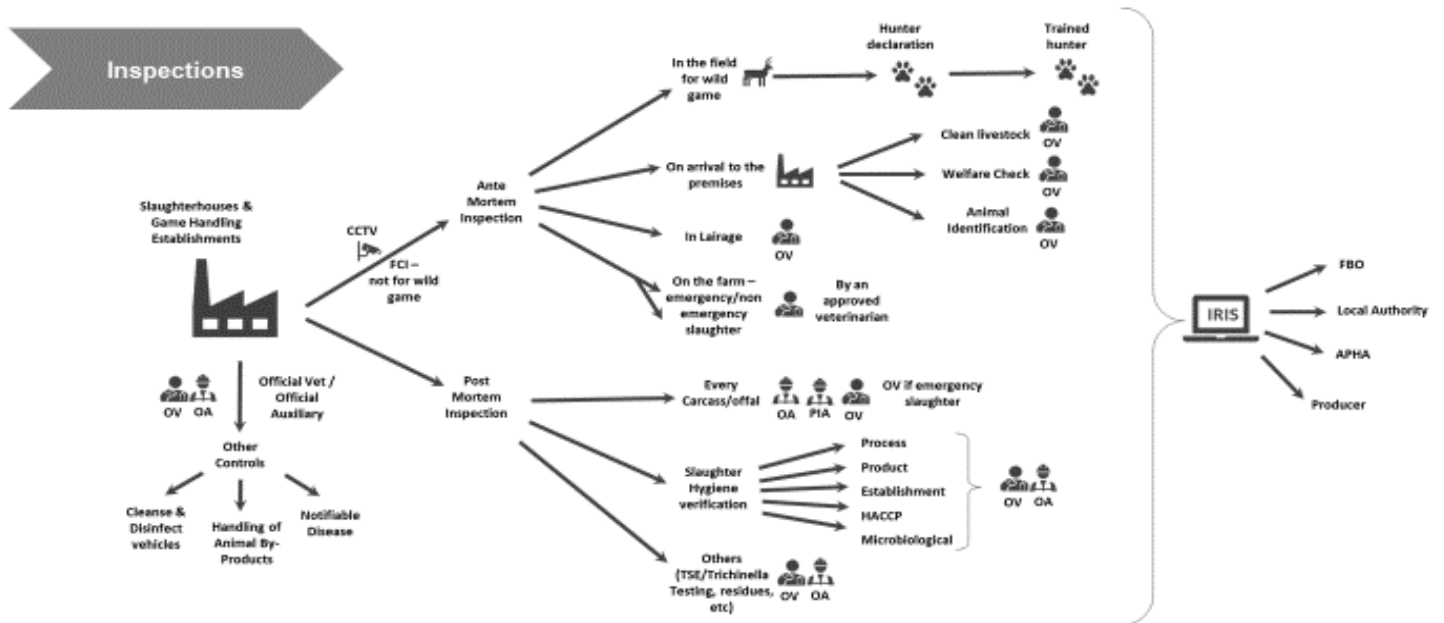 Inspections
Slaughterhouses &
Game Handling
Establishments
CCTV
FCI –
not for wild
game
OV OA
Official Vet /
Official
Auxiliary
Other
Controls
Cleanse &
Disinfect
vehicles
Handling of
Animal By-
Products
Notifiable
Disease
Ante
Mortem
Inspection
In the field
for wild
game
Hunter
declaration
Trained
hunter
On arrival to the
premises
Clean livestock
OV
Welfare Check
OV
Animal
Identification
OV
In Lairage
OV
On the farm –
emergency/non
emergency
slaughter
By an
approved
veterinarian
Post
Mortem
Inspection
Every
Carcass/offal
OA PIA OV
OV if emergency
slaughter
Slaughter
Hygiene
verification
Process
Product
Establishment
HACCP
Microbiological
OV OA
Others
(TSE/Trichinella
Testing, residues,
etc)
OV OA
IRIS
FBO
Local Authority
APHA
Producer